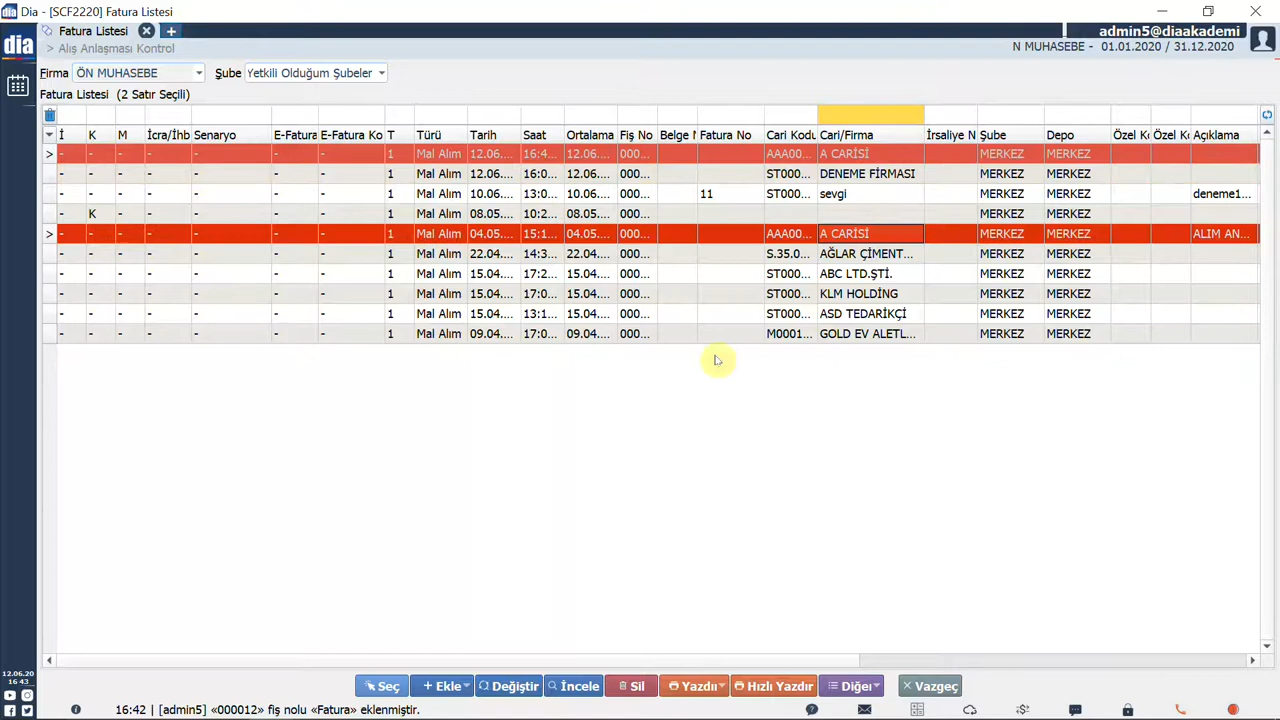 Dia - [SCF2220] Fatura Listesi
dia
Fatura Listesi
admin5@diaakademi
> Alış Anlaşması Kontrol
N MUHASEBE - 01.01.2020 / 31.12.2020
Firma ÖN MUHASEBE Şube Yetkili Olduğum Şubeler
Fatura Listesi (2 Satır Seçili)
İ K M İcra/İhb Senaryo E-Fatura E-Fatura Ko T Türü Tarih Saat Ortalama Fiş No Belge N Fatura No Cari Kodu Cari/Firma İrsaliye N Şube Depo Özel Ko Özel Ko Açıklama
> - - - - - - - 1 Mal Alım 12.06.... 16:4... 12.06.... 000... AAA00... A CARİSİ MERKEZ MERKEZ
- - - - - - - 1 Mal Alım 12.06.... 16:0... 12.06.... 000... ST000... DENEME FİRMASI MERKEZ MERKEZ
- - - - - - - 1 Mal Alım 10.06.... 13:0... 10.06.... 000... 11 ST000... sevgi MERKEZ MERKEZ deneme1...
- K - - - - - 1 Mal Alım 08.05.... 10:2... 08.05.... 000... MERKEZ MERKEZ
> - - - - - - - 1 Mal Alım 04.05.... 15:1... 04.05.... 000... AAA00... A CARİSİ MERKEZ MERKEZ ALIM AN...
- - - - - - - 1 Mal Alım 22.04.... 14:3... 22.04.... 000... S.35.0... AĞLAR ÇİMENT... MERKEZ MERKEZ
- - - - - - - 1 Mal Alım 15.04.... 17:2... 15.04.... 000... ST000... ABC LTD.ŞTİ. MERKEZ MERKEZ
- - - - - - - 1 Mal Alım 15.04.... 17:0... 15.04.... 000... ST000... KLM HOLDİNG MERKEZ MERKEZ
- - - - - - - 1 Mal Alım 15.04.... 13:1... 15.04.... 000... ST000... ASD TEDARİKÇİ MERKEZ MERKEZ
- - - - - - - 1 Mal Alım 09.04.... 17:0... 09.04.... 000... M0001... GOLD EV ALETL... MERKEZ MERKEZ
12.06.20
16 43
Seç + Ekle Değiştir İncele Sil Yazdır Hızlı Yazdır Diğer Vazgeç
16:42 | [admin5] «000012» fiş nolu «Fatura» eklenmiştir.